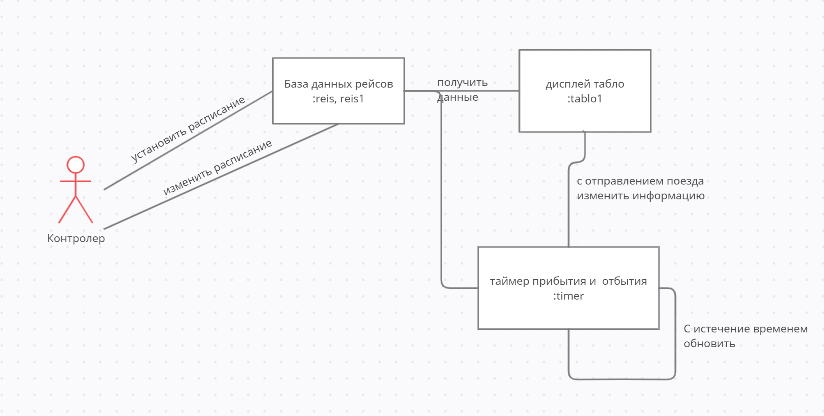 База данных рейсов
:reis, reis1
получить
данные
дисплей табло
:tablo1
установить расписание
изменить расписание
Контролер
с отправлением поезда
изменить информацию
таймер прибытия и  отбытия
:timer
С истечение временем
обновить